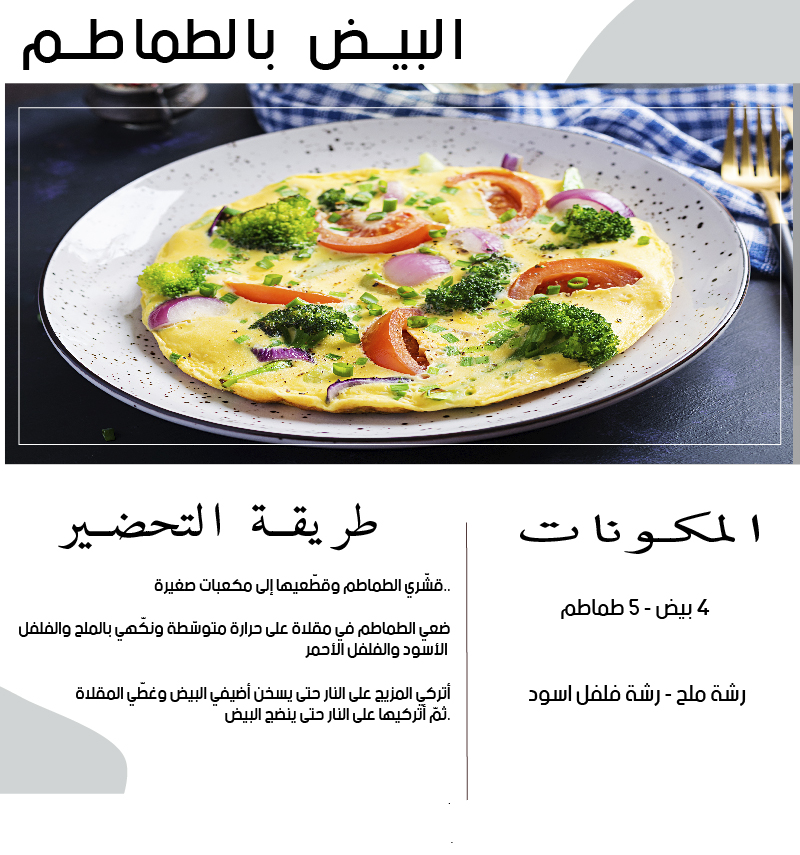 البيض بالطماطم
المكونات
4 بيض - 5 طماطم
رشة ملح - رشة فلفل اسود
طريقة التحضير
قشّري الطماطم وقطّعيها إلى مكعبات صغيرة..
ضعي الطماطم في مقلاة على حرارة متوسّطة ونكّهي بالملح والفلفل
الأسود والفلفل الأحمر
أتركي المزيج على النار حتى يسخن أضيفي البيض وغطّي المقلاة
ثمّ أتركيها على النار حتى ينضج البيض.